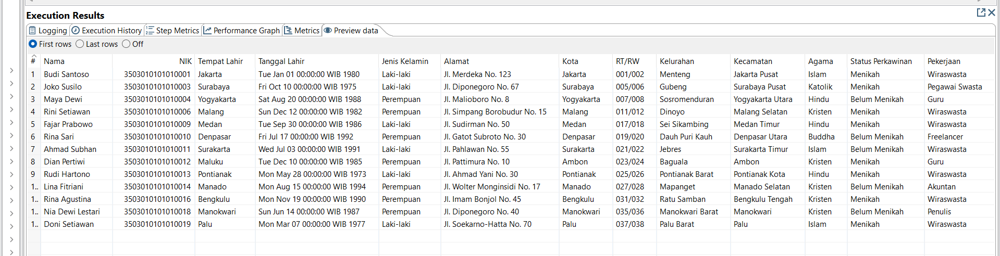 Execution Results
Logging Execution History Step Metrics Performance Graph Metrics Preview data
First rows Last rows Off
# Nama NIK Tempat Lahir Tanggal Lahir Jenis Kelamin Alamat Kota RT/RW Kelurahan Kecamatan Agama Status Perkawinan Pekerjaan
1 Budi Santoso 3503010101010001 Jakarta Tue Jan 01 00:00:00 WIB 1980 Laki-laki Jl. Merdeka No. 123 Jakarta 001/002 Menteng Jakarta Pusat Islam Menikah Wiraswasta
2 Joko Susilo 3503010101010003 Surabaya Fri Oct 10 00:00:00 WIB 1975 Laki-laki Jl. Diponegoro No. 67 Surabaya 005/006 Gubeng Surabaya Pusat Katolik Menikah Pegawai Swasta
3 Maya Dewi 3503010101010004 Yogyakarta Sat Aug 20 00:00:00 WIB 1988 Perempuan Jl. Malioboro No. 8 Yogyakarta 007/008 Sosromenduran Yogyakarta Utara Hindu Belum Menikah Guru
4 Rini Setiawan 3503010101010006 Malang Sun Dec 12 00:00:00 WIB 1982 Perempuan Jl. Simpang Borobudur No. 15 Malang 011/012 Dinoyo Malang Selatan Kristen Menikah Wiraswasta
5 Fajar Prabowo 3503010101010009 Medan Tue Sep 30 00:00:00 WIB 1986 Laki-laki Jl. Sudirman No. 50 Medan 017/018 Sei Sikambing Medan Timur Hindu Menikah Wiraswasta
6 Rina Sari 3503010101010010 Denpasar Fri Jul 17 00:00:00 WIB 1992 Perempuan Jl. Gatot Subroto No. 30 Denpasar 019/020 Dauh Puri Kauh Denpasar Utara Buddha Belum Menikah Freelancer
7 Ahmad Subhan 3503010101010011 Surakarta Wed Jul 03 00:00:00 WIB 1991 Laki-laki Jl. Pahlawan No. 55 Surakarta 021/022 Jebres Surakarta Timur Islam Belum Menikah Wiraswasta
8 Dian Pertiwi 3503010101010012 Maluku Tue Dec 10 00:00:00 WIB 1985 Perempuan Jl. Pattimura No. 10 Ambon 023/024 Baguala Ambon Kristen Menikah Guru
9 Rudi Hartono 3503010101010013 Pontianak Mon May 28 00:00:00 WIB 1973 Laki-laki Jl. Ahmad Yani No. 30 Pontianak 025/026 Pontianak Barat Pontianak Kota Hindu Menikah Wiraswasta
1.. Lina Fitriani 3503010101010014 Manado Mon Aug 15 00:00:00 WIB 1994 Perempuan Jl. Wolter Monginsidi No. 17 Manado 027/028 Mapanget Manado Selatan Kristen Belum Menikah Akuntan
1.. Rina Agustina 3503010101010016 Bengkulu Mon Nov 19 00:00:00 WIB 1990 Perempuan Jl. Imam Bonjol No. 45 Bengkulu 031/032 Ratu Samban Bengkulu Tengah Kristen Menikah Wiraswasta
1.. Nia Dewi Lestari 3503010101010018 Manokwari Sun Jun 14 00:00:00 WIB 1987 Perempuan Jl. Diponegoro No. 40 Manokwari 035/036 Manokwari Barat Manokwari Kristen Belum Menikah Penulis
1.. Doni Setiawan 3503010101010019 Palu Mon Mar 07 00:00:00 WIB 1977 Laki-laki Jl. Soekarno-Hatta No. 70 Palu 037/038 Palu Barat Palu Islam Menikah Wiraswasta